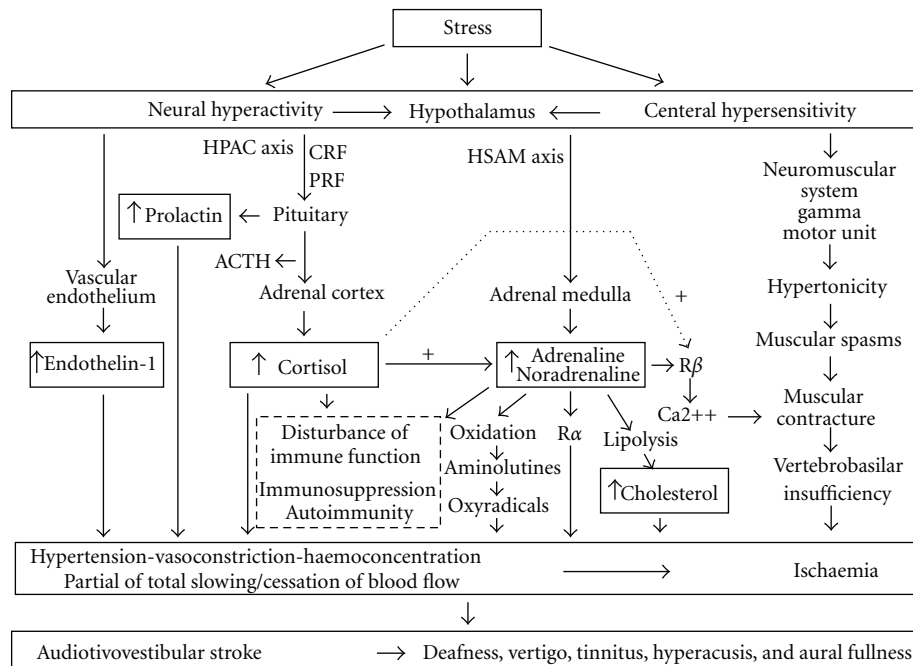 Stress
Neural hyperactivity
Hypothalamus
Centeral hypersensitivity
HPAC axis
CRF
PRF
HSAM axis
Neuromuscular
system
gamma
motor unit
↑ Prolactin
Pituitary
ACTH
Vascular
endothelium
Adrenal cortex
Adrenal medulla
+
Hypertonicity
↑Endothelin-1
↑ Cortisol
+
↑ Adrenaline
Noradrenaline
Rβ
Muscular spasms
Ca2++
Muscular
contracture
Disturbance of
immune function
Immunosuppression
Autoimmunity
Oxidation
Aminolutines
Oxyradicals
Rα
Lipolysis
↑Cholesterol
Vertebrobasilar
insufficiency
Hypertension-vasoconstriction-haemoconcentration
Partial of total slowing/cessation of blood flow
Ischaemia
Audiotivovestibular stroke
Deafness, vertigo, tinnitus, hyperacusis, and aural fullness